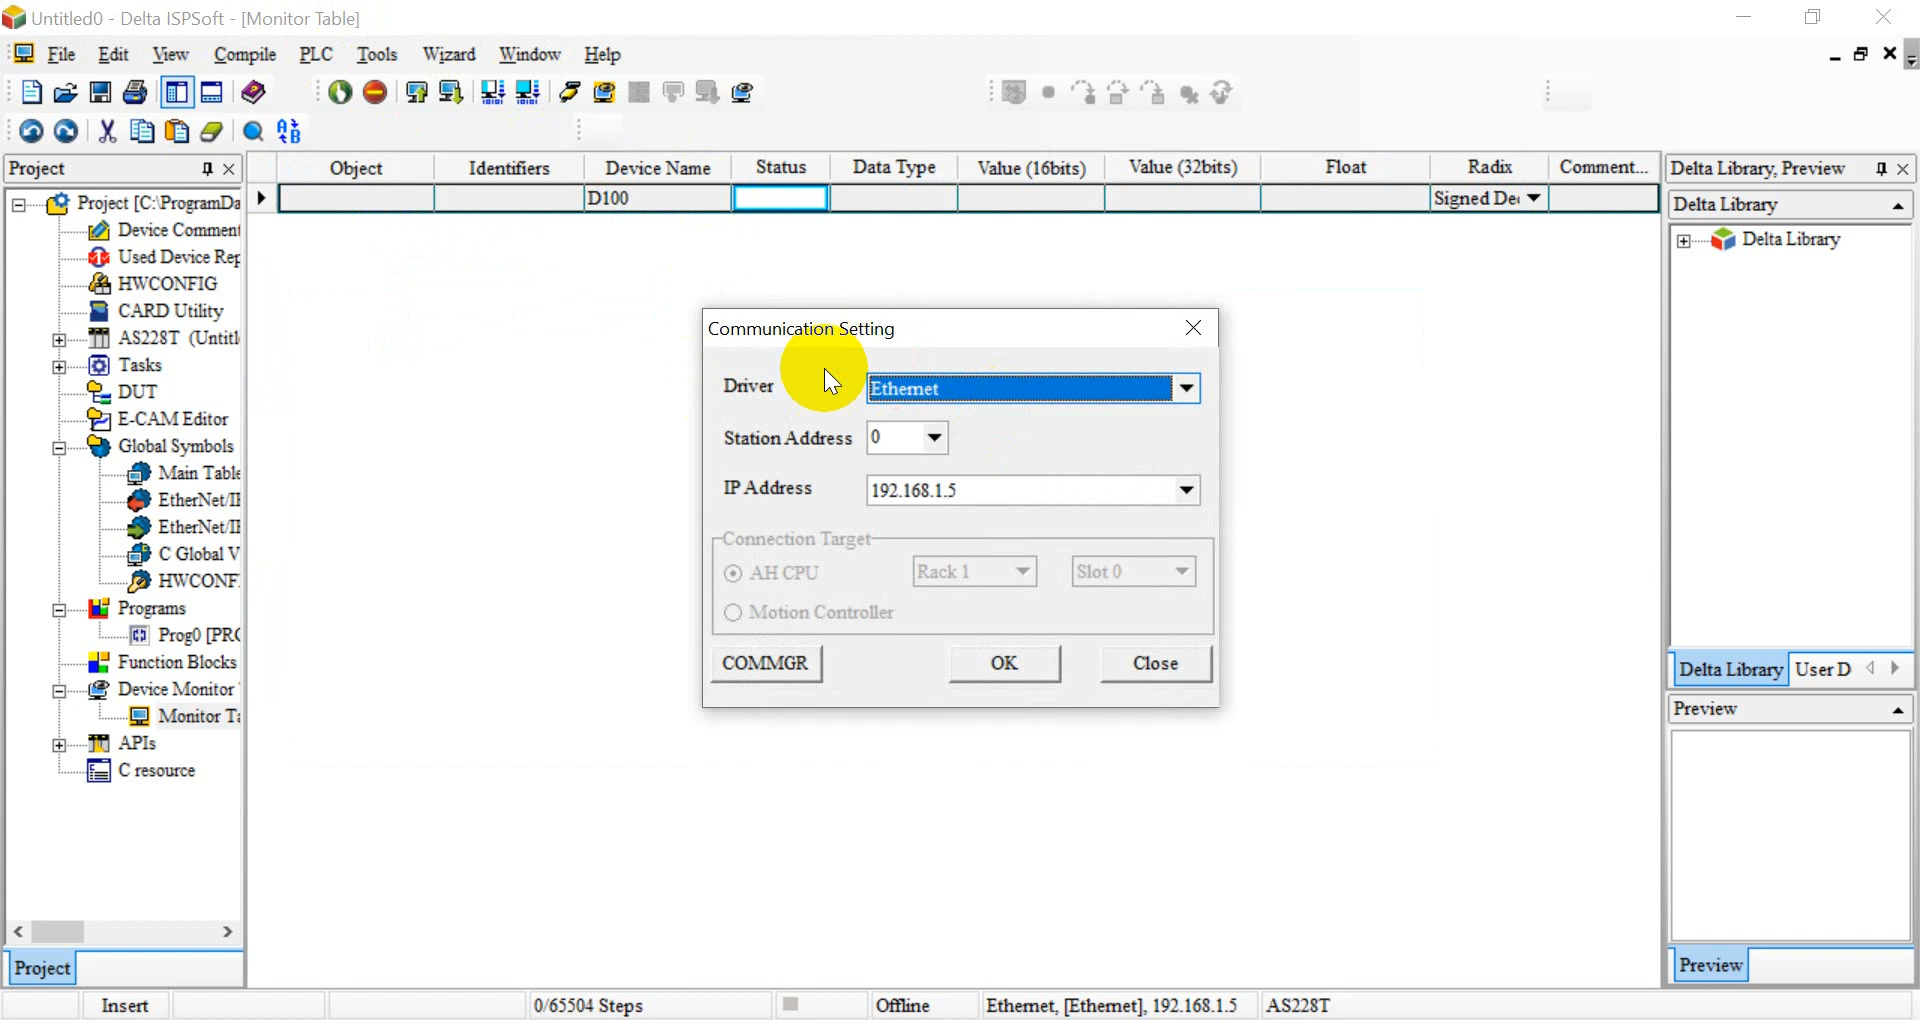 Untitled0 - Delta ISPSoft - [Monitor Table]
File Edit View Compile PLC Tools Wizard Window Help
Project
Project [C:\ProgramDa
Device Comment
Used Device Rep
HWCONFIG
CARD Utility
AS228T (Untitl
Tasks
DUT
E-CAM Editor
Global Symbols
Main Table
EtherNet/IP
EtherNet/IP
C Global V
HWCONF
Programs
Prog0 [PRG
Function Blocks
Device Monitor
Monitor Ta
APIs
C resource
Project
Object Identifiers Device Name Status Data Type Value (16bits) Value (32bits) Float Radix Comment...
D100 Signed Dec
Communication Setting
Driver Ethernet
Station Address 0
IP Address 192.168.1.5
Connection Target
AH CPU Rack 1 Slot 0
Motion Controller
COMMGR OK Close
Delta Library, Preview
Delta Library
Delta Library
Delta Library User D
Preview
Preview
Insert 0/65504 Steps Offline Ethernet, [Ethernet], 192.168.1.5 AS228T